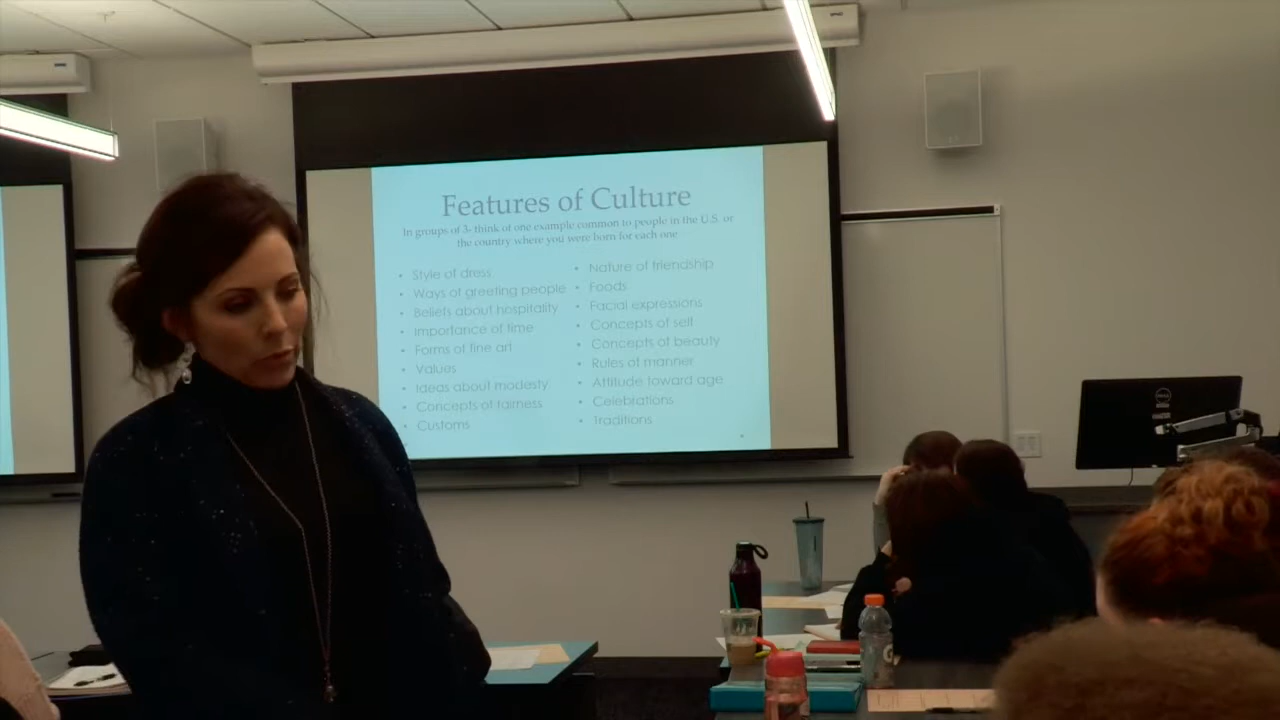 Features of Culture
In groups of 3- think of one example common to people in the U.S. or
the country where you were born for each one
• Style of dress
• Ways of greeting people
• Beliefs about hospitality
• Importance of time
• Forms of fine art
• Values
• Ideas about modesty
• Concepts of fairness
• Customs
• Nature of friendship
• Foods
• Facial expressions
• Concepts of self
• Concepts of beauty
• Rules of manner
• Attitude toward age
• Celebrations
• Traditions
DELL